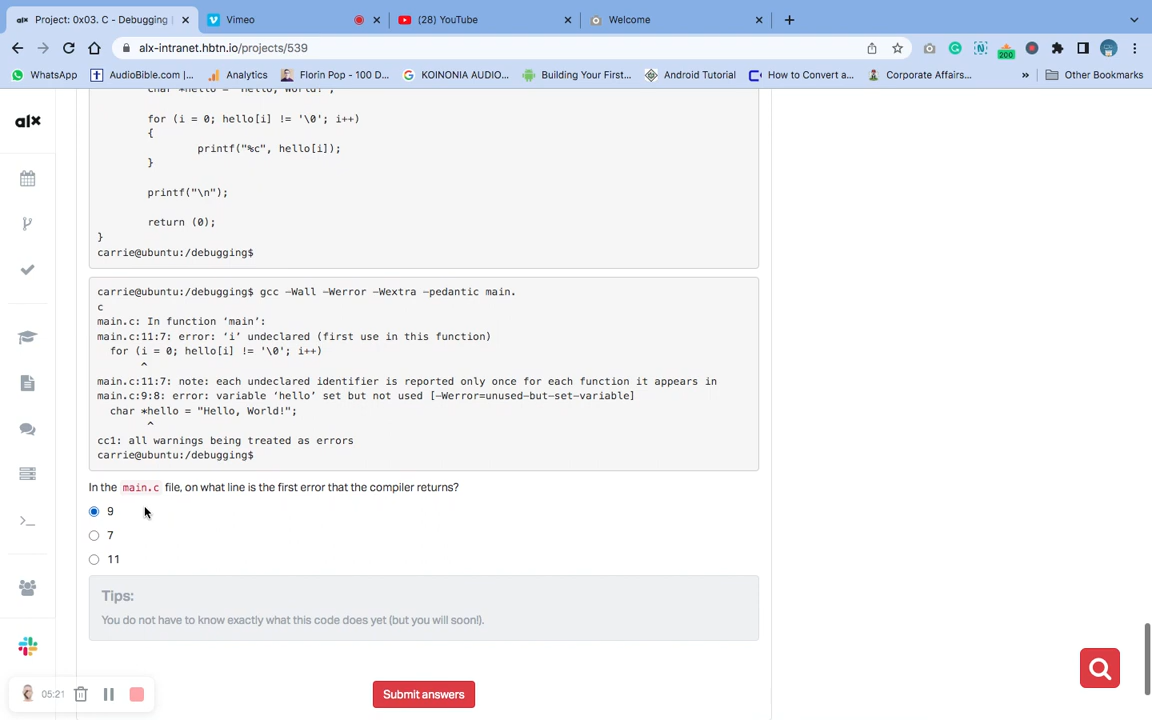 alx Project: 0x03. C - Debugging
Vimeo
(28) YouTube
Welcome
alx-intranet.hbtn.io/projects/539
200
WhatsApp
AudioBible.com |...
Analytics
Florin Pop - 100 D...
KOINONIA AUDIO...
Building Your First...
Android Tutorial
How to Convert a...
Corporate Affairs...
»
Other Bookmarks
alx
char *hello = "Hello, World!";
for (i = 0; hello[i] != '\0'; i++)
{
printf("%c", hello[i]);
}
printf("\n");
return (0);
}
carrie@ubuntu:/debugging$
carrie@ubuntu:/debugging$ gcc -Wall -Werror -Wextra -pedantic main.
c
main.c: In function ‘main’:
main.c:11:7: error: ‘i’ undeclared (first use in this function)
for (i = 0; hello[i] != '\0'; i++)
^
main.c:11:7: note: each undeclared identifier is reported only once for each function it appears in
main.c:9:8: error: variable ‘hello’ set but not used [-Werror=unused-but-set-variable]
char *hello = "Hello, World!";
^
cc1: all warnings being treated as errors
carrie@ubuntu:/debugging$
In the main.c file, on what line is the first error that the compiler returns?
9
7
11
Tips:
You do not have to know exactly what this code does yet (but you will soon!).
Submit answers
05:21